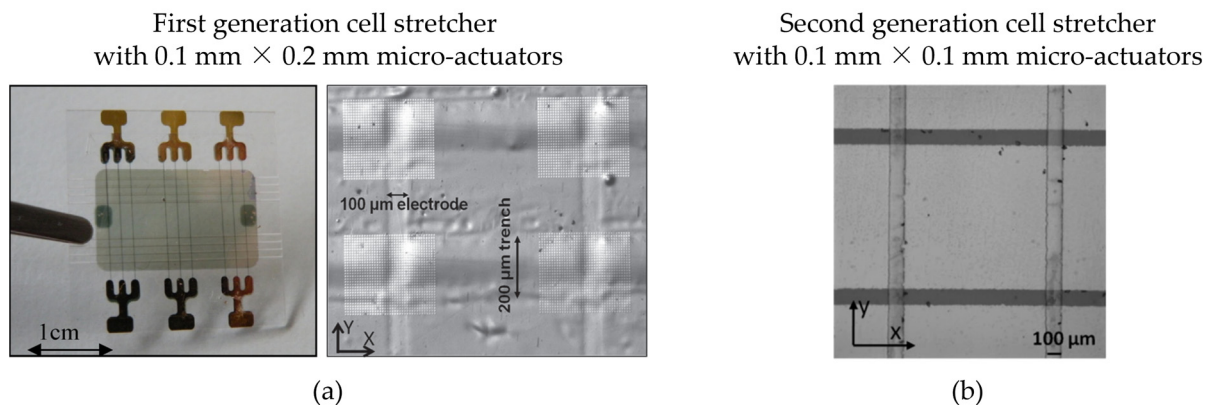 First generation cell stretcher
with 0.1 mm × 0.2 mm micro-actuators
Second generation cell stretcher
with 0.1 mm × 0.1 mm micro-actuators
1cm
100 µm electrode
200 µm trench
Y
X
y
x
100 µm
(a)
(b)